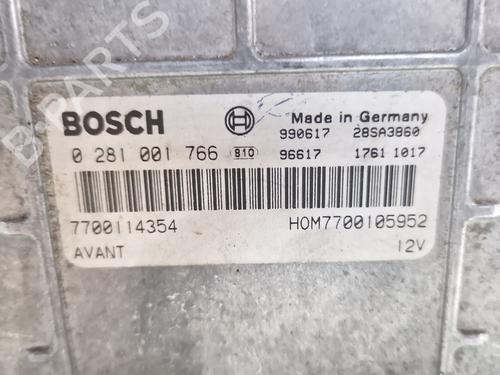 BOSCH
Made in Germany
990617 28SA3860
0 281 001 766 810 96617 1761 1017
7700114354 HOM7700105952
AVANT 12V
B-PARTS